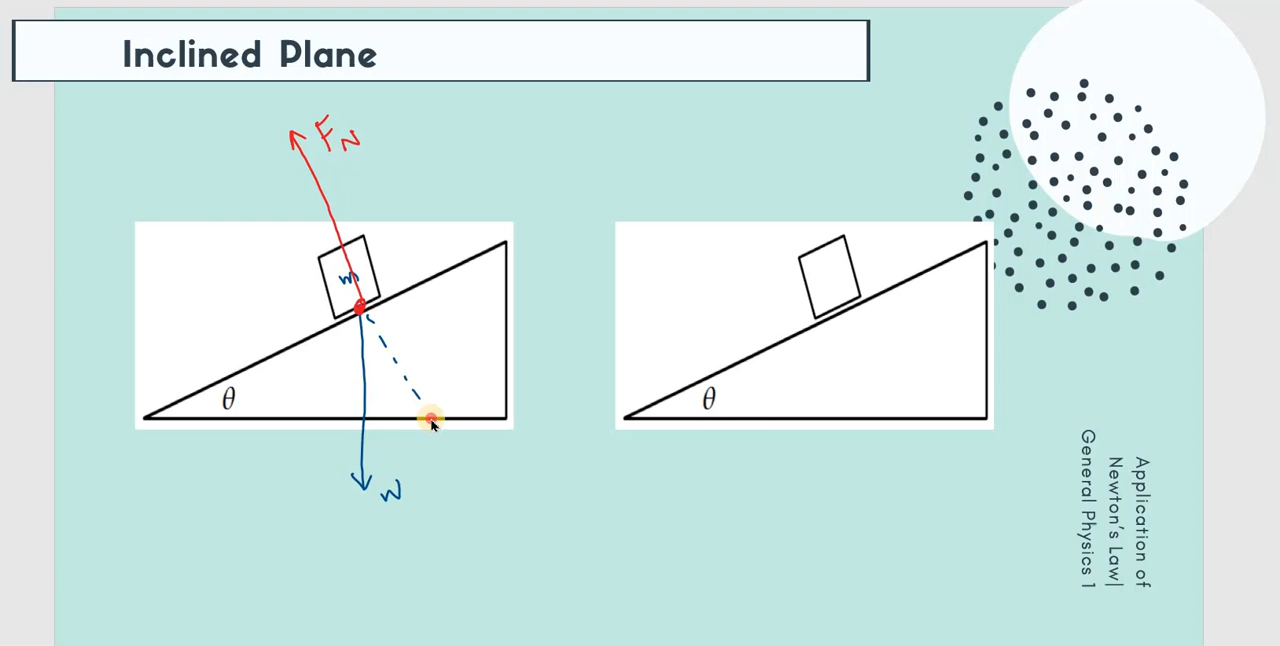 Inclined Plane
F_N
m
θ
W
θ
Application of
Newton's Law|
General Physics 1